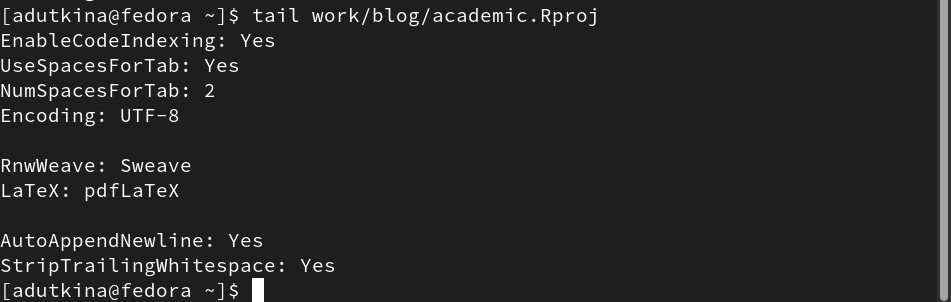 [adutkina@fedora ~]$ tail work/blog/academic.Rproj
EnableCodeIndexing: Yes
UseSpacesForTab: Yes
NumSpacesForTab: 2
Encoding: UTF-8

RnwWeave: Sweave
LaTeX: pdfLaTeX

AutoAppendNewline: Yes
StripTrailingWhitespace: Yes
[adutkina@fedora ~]$